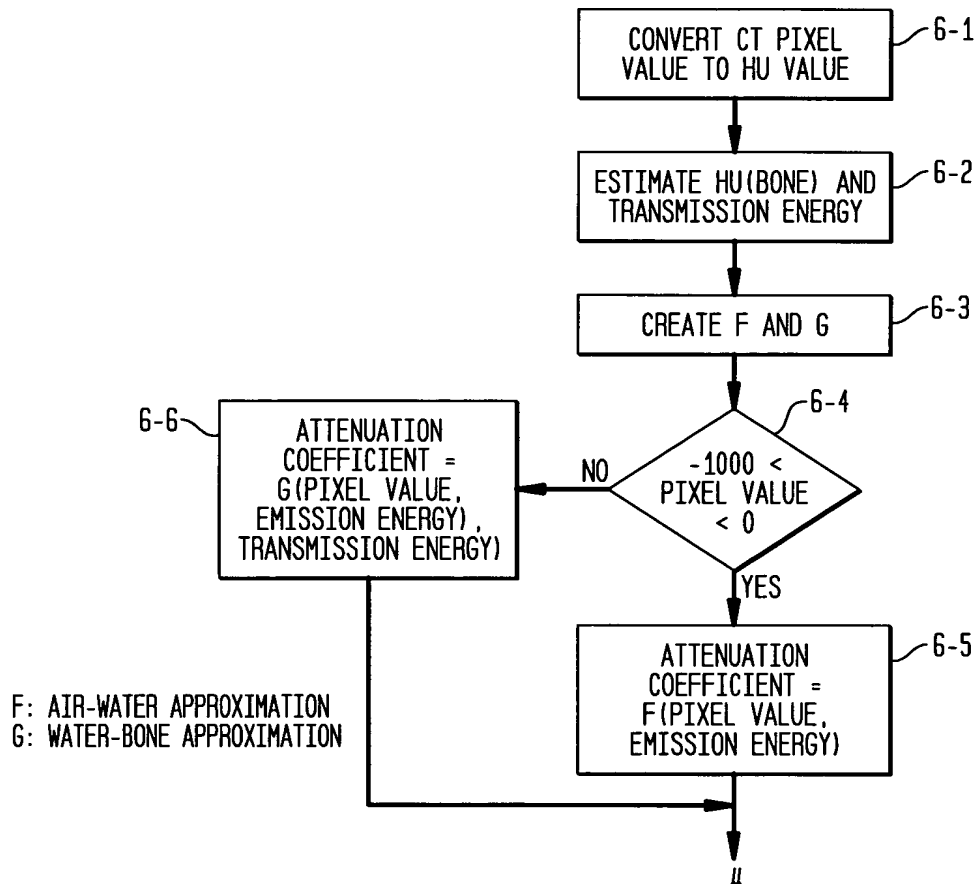 CONVERT CT PIXEL
VALUE TO HU VALUE
6-1
ESTIMATE HU(BONE) AND
TRANSMISSION ENERGY
6-2
CREATE F AND G
6-3
6-4
-1000 <
PIXEL VALUE
< 0
NO
YES
6-6
ATTENUATION
COEFFICIENT =
G(PIXEL VALUE,
EMISSION ENERGY),
TRANSMISSION ENERGY)
6-5
ATTENUATION
COEFFICIENT =
F(PIXEL VALUE,
EMISSION ENERGY)
F: AIR-WATER APPROXIMATION
G: WATER-BONE APPROXIMATION
μ